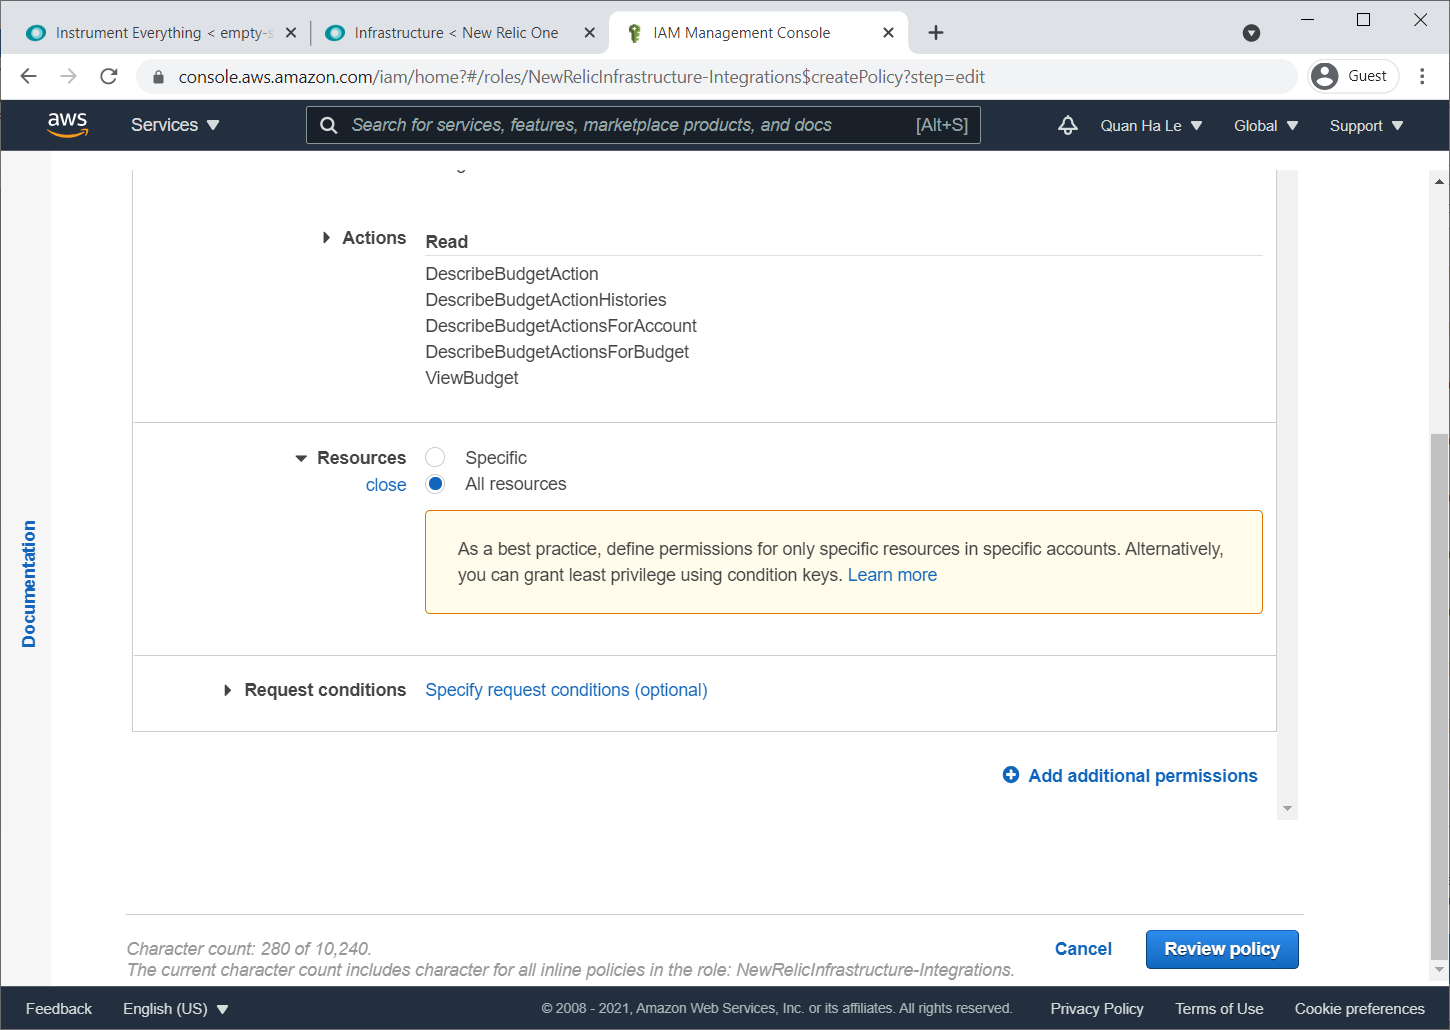 Instrument Everything < empty-s
Infrastructure < New Relic One
IAM Management Console
console.aws.amazon.com/iam/home?#/roles/NewRelicInfrastructure-Integrations$createPolicy?step=edit
Guest
aws
Services
Search for services, features, marketplace products, and docs [Alt+S]
Quan Ha Le
Global
Support
Documentation
Actions
Read
DescribeBudgetAction
DescribeBudgetActionHistories
DescribeBudgetActionsForAccount
DescribeBudgetActionsForBudget
ViewBudget
Resources
Specific
close
All resources
As a best practice, define permissions for only specific resources in specific accounts. Alternatively,
you can grant least privilege using condition keys. Learn more
Request conditions
Specify request conditions (optional)
Add additional permissions
Character count: 280 of 10,240.
The current character count includes character for all inline policies in the role: NewRelicInfrastructure-Integrations.
Cancel
Review policy
Feedback
English (US)
© 2008 - 2021, Amazon Web Services, Inc. or its affiliates. All rights reserved.
Privacy Policy
Terms of Use
Cookie preferences